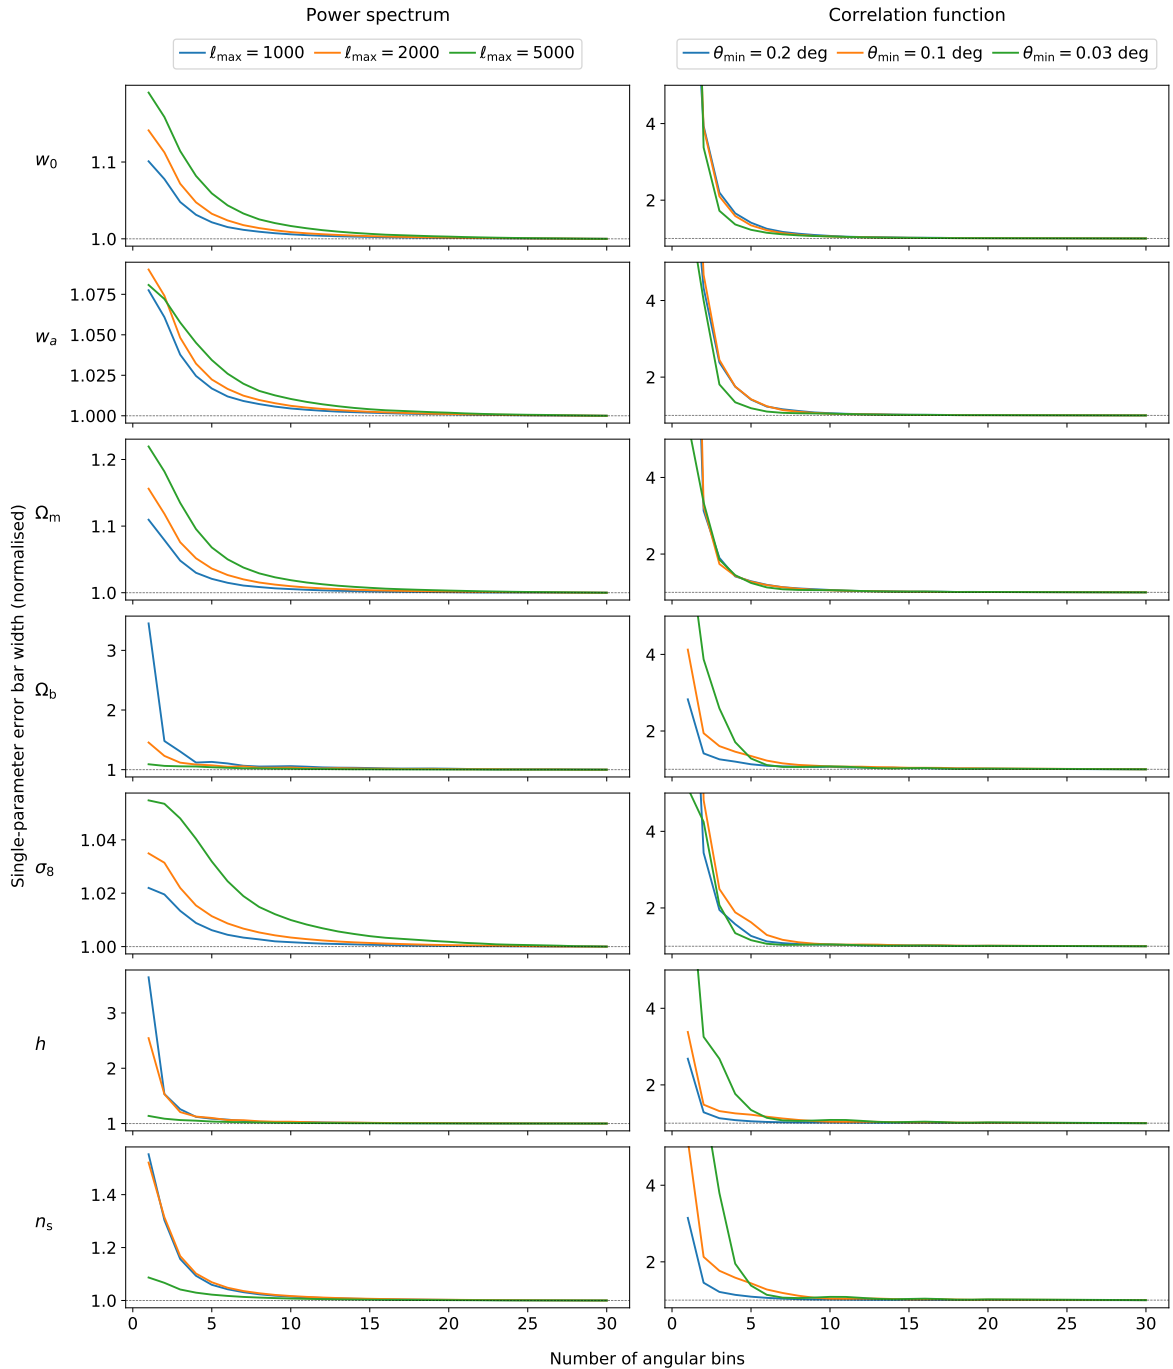 Power spectrum
Correlation function
ℓmax = 1000 ℓmax = 2000 ℓmax = 5000
θmin = 0.2 deg θmin = 0.1 deg θmin = 0.03 deg
Single-parameter error bar width (normalised)
w0
1.1
1.0
4
2
wa
1.075
1.050
1.025
1.000
4
2
Ωm
1.2
1.1
1.0
4
2
Ωb
3
2
1
4
2
σ8
1.04
1.02
1.00
4
2
h
3
2
1
4
2
ns
1.4
1.2
1.0
4
2
0 5 10 15 20 25 30
0 5 10 15 20 25 30
Number of angular bins